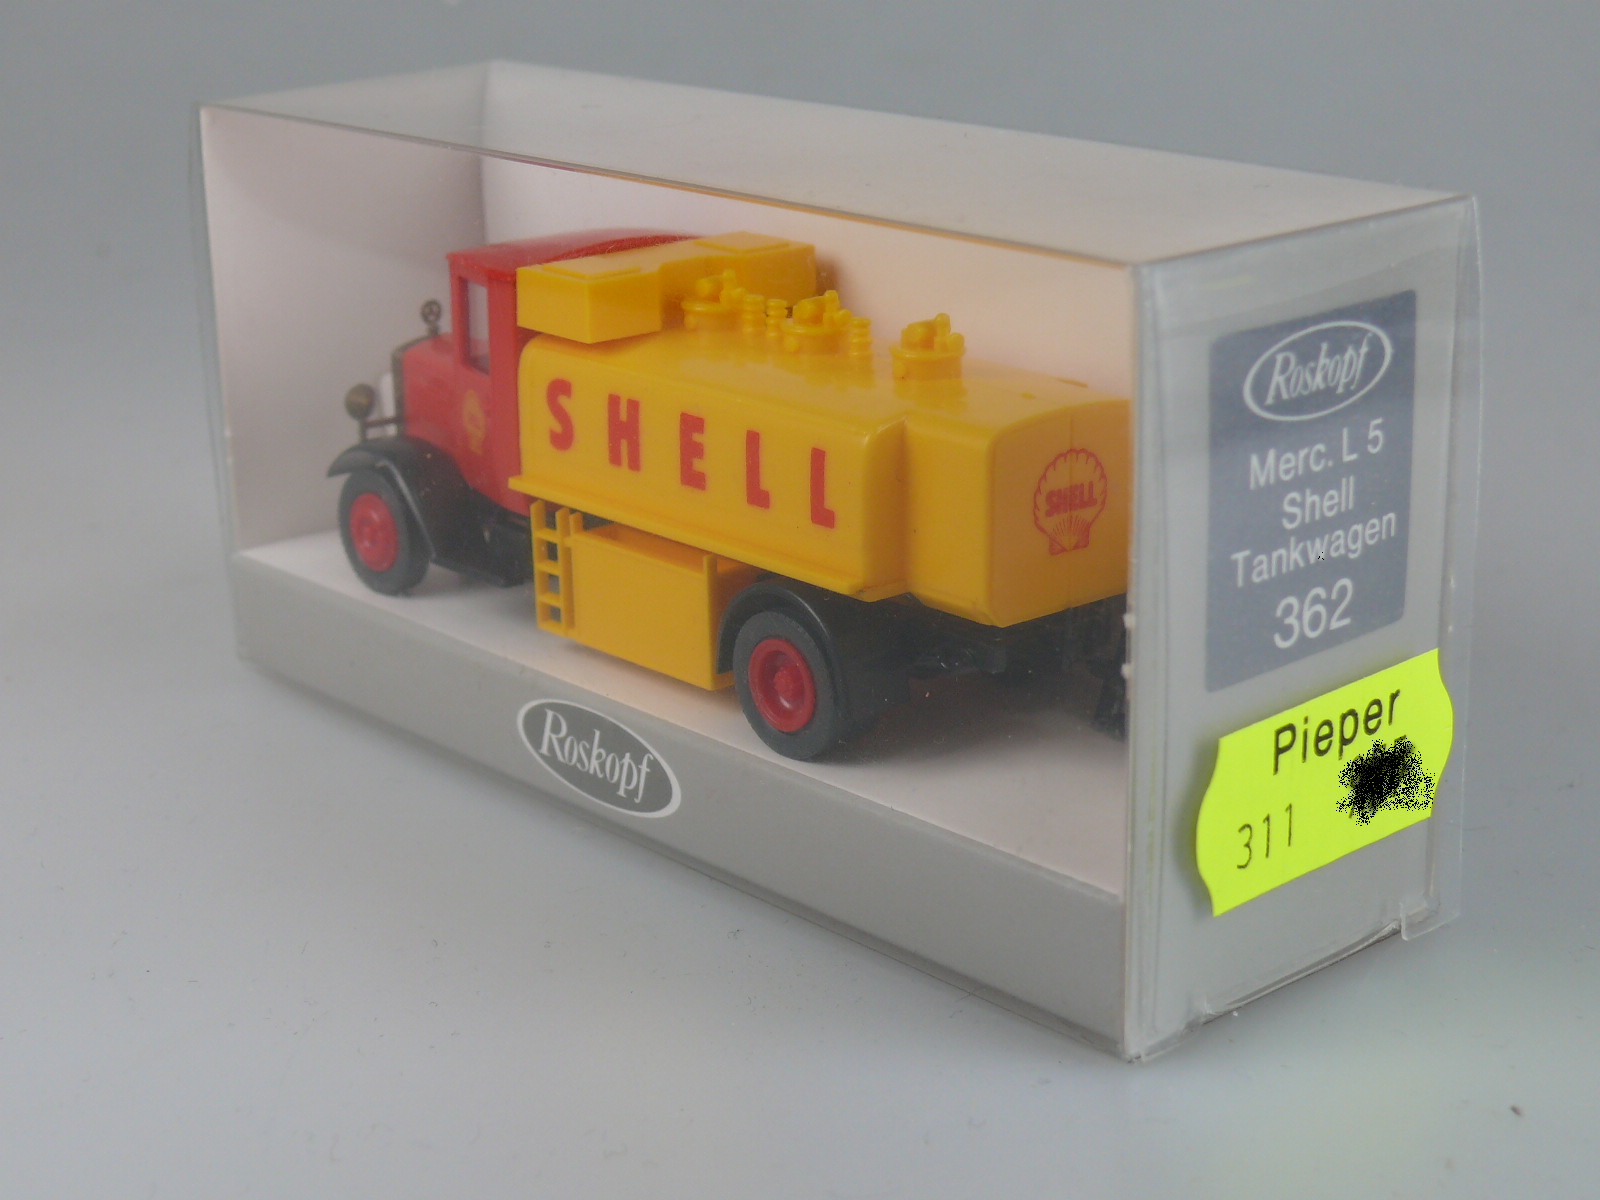 SHELL
SHELL
Roskopf
Roskopf
Merc. L 5
Shell
Tankwagen
362
Pieper
311